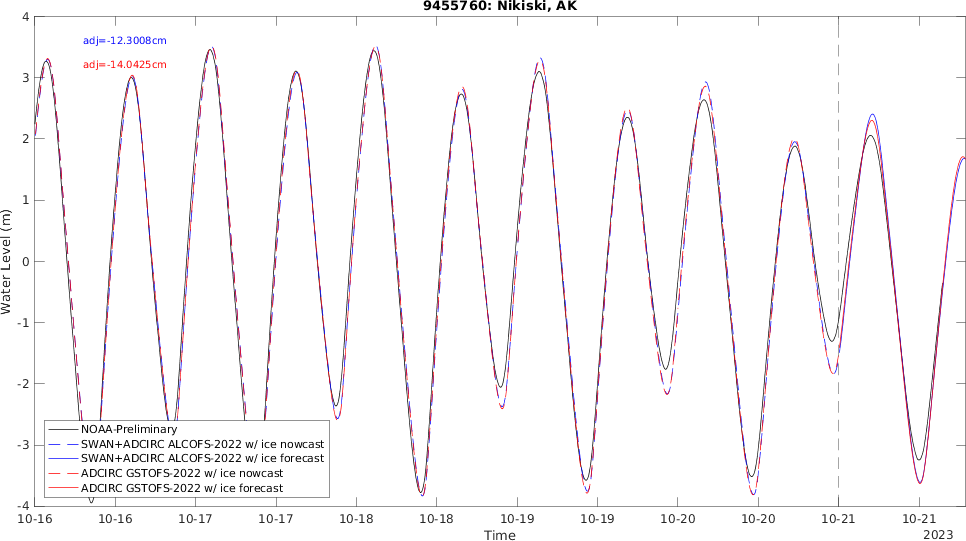 9455760: Nikiski, AK
adj=-12.3008cm
adj=-14.0425cm
Water Level (m)
4
3
2
1
0
-1
-2
-3
-4
NOAA-Preliminary
SWAN+ADCIRC ALCOFS-2022 w/ ice nowcast
SWAN+ADCIRC ALCOFS-2022 w/ ice forecast
ADCIRC GSTOFS-2022 w/ ice nowcast
ADCIRC GSTOFS-2022 w/ ice forecast
10-16 10-16 10-17 10-17 10-18 10-18 10-19 10-19 10-20 10-20 10-21 10-21
Time
2023